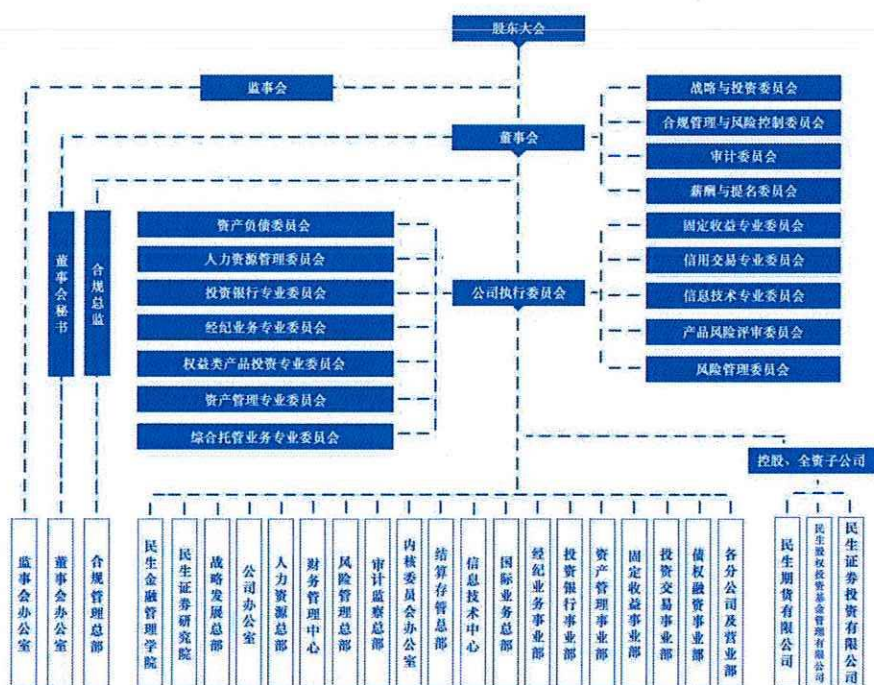 股东大会
监事会
董事会
战略与投资委员会
合规管理与风险控制委员会
审计委员会
薪酬与提名委员会
董事会秘书
合规总监
资产负债委员会
人力资源管理委员会
投资银行专业委员会
经纪业务专业委员会
权益类产品投资专业委员会
资产管理专业委员会
综合托管业务专业委员会
公司执行委员会
固定收益专业委员会
信用交易专业委员会
信息技术专业委员会
产品风险评审委员会
风险管理委员会
控股、全资子公司
监事会办公室
董事会办公室
合规管理总部
民生金融管理学院
民生证券研究院
战略发展总部
公司办公室
人力资源总部
财务管理中心
风险管理总部
审计监察总部
内核委员会办公室
结算存管总部
信息技术中心
国际业务总部
经纪业务事业部
投资银行事业部
资产管理事业部
固定收益事业部
投资交易事业部
债权融资事业部
各分公司及营业部
民生期货有限公司
民生股权投资基金管理有限公司
民生证券投资有限公司